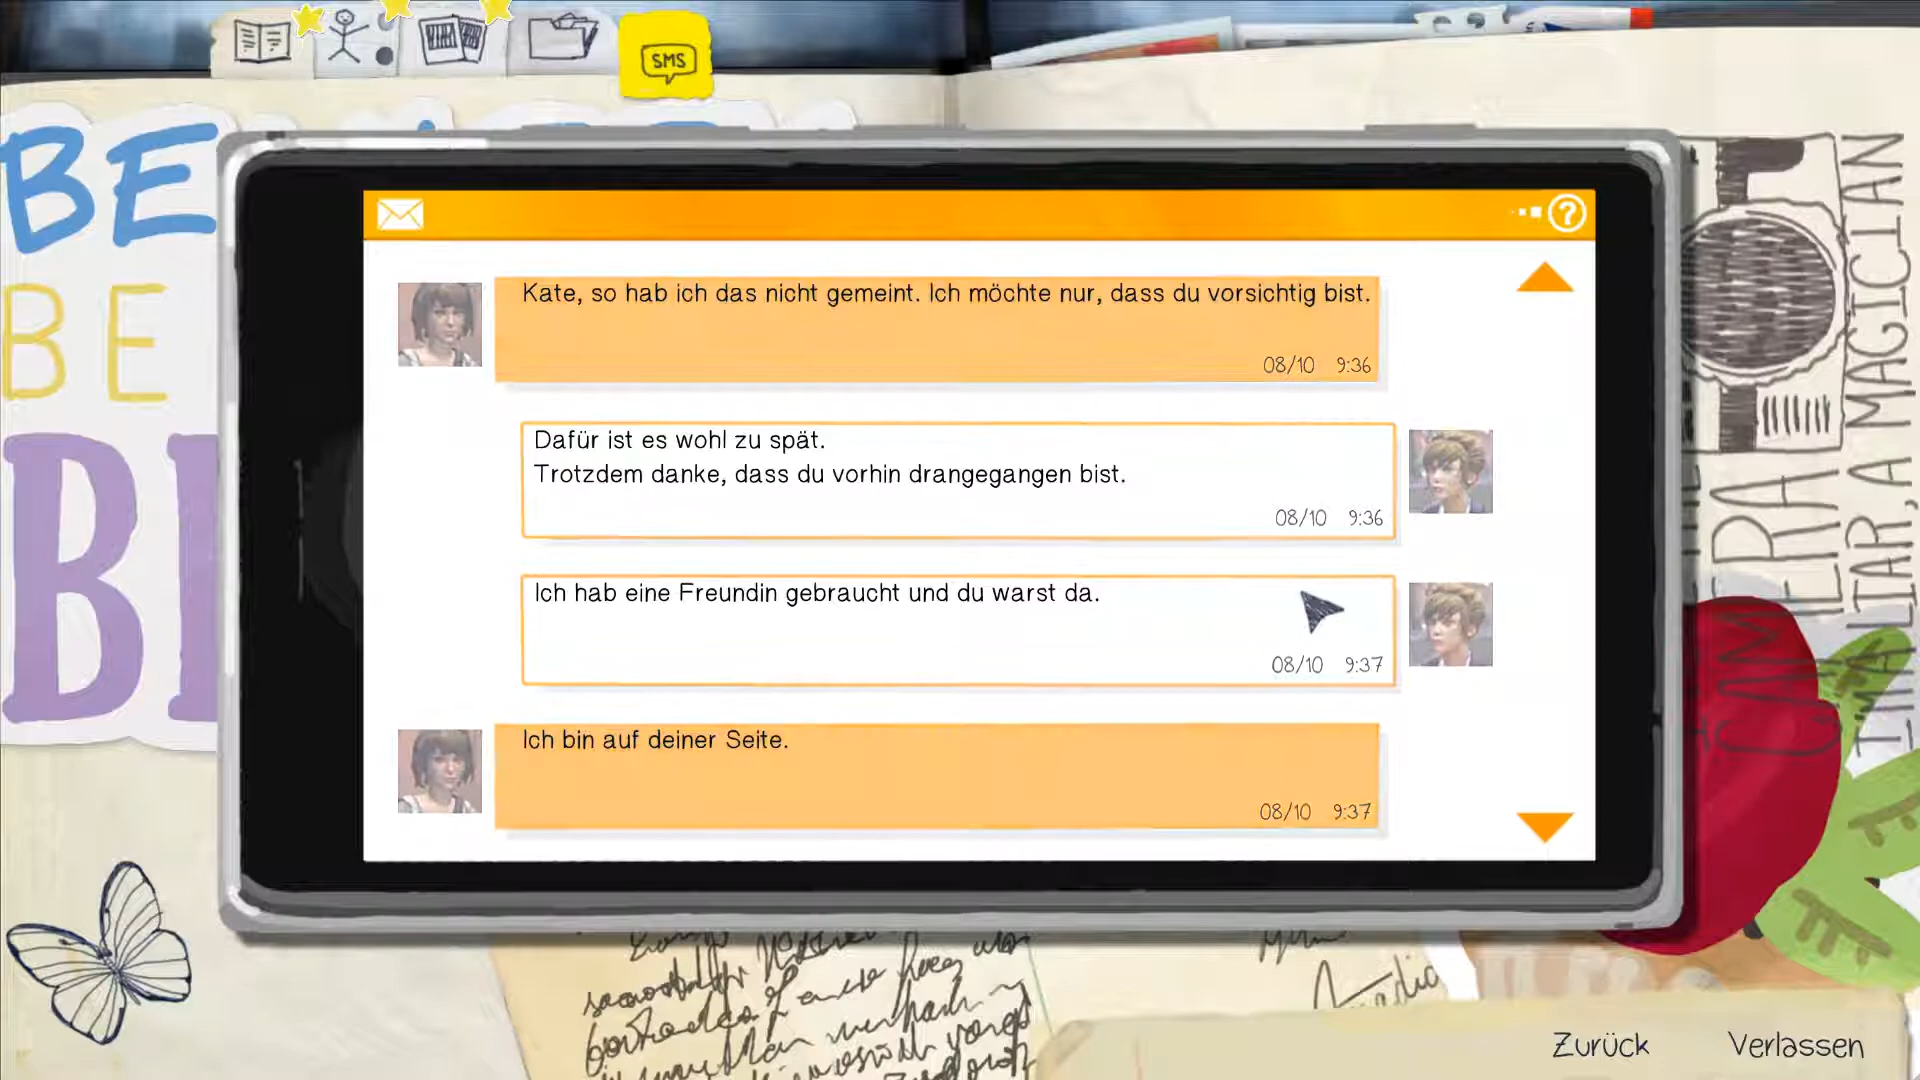 SMS
BE
BE
Kate, so hab ich das nicht gemeint. Ich möchte nur, dass du vorsichtig bist.
08/10 9:36
Dafür ist es wohl zu spät.
Trotzdem danke, dass du vorhin drangegangen bist.
08/10 9:36
Ich hab eine Freundin gebraucht und du warst da.
08/10 9:37
Ich bin auf deiner Seite.
08/10 9:37
CAMERA
LIAR, A MAGICIAN
Zurück
Verlassen